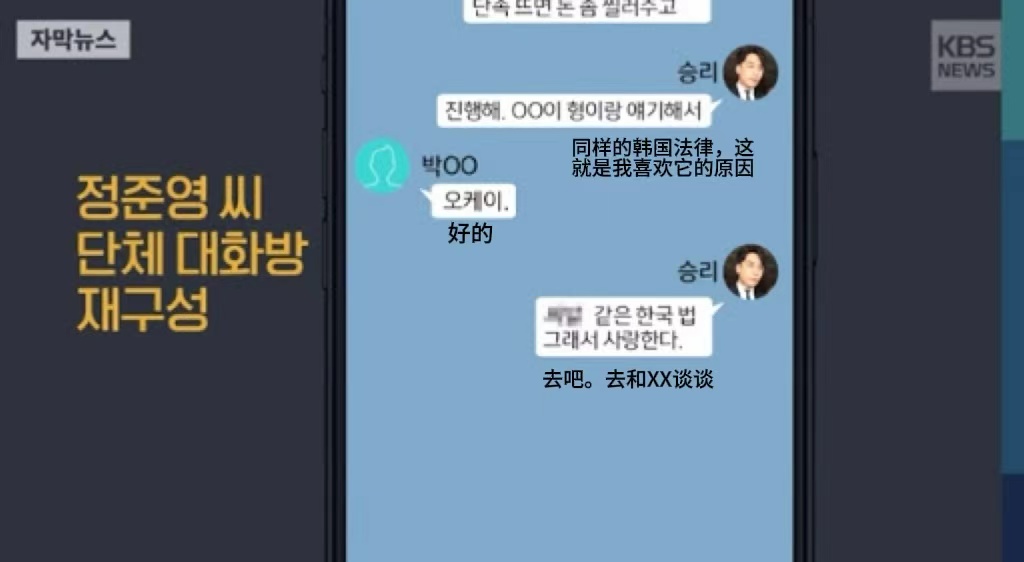 자막뉴스
KBS
NEWS
단속 뜨면 돈 좀 찔러주고
승리
진행해. OO이 형이랑 얘기해서
同样的韩国法律，这
就是我喜欢它的原因
박OO
오케이.
好的
정준영 씨
단체 대화방
재구성
승리
같은 한국 법
그래서 사랑한다.
去吧。去和XX谈谈